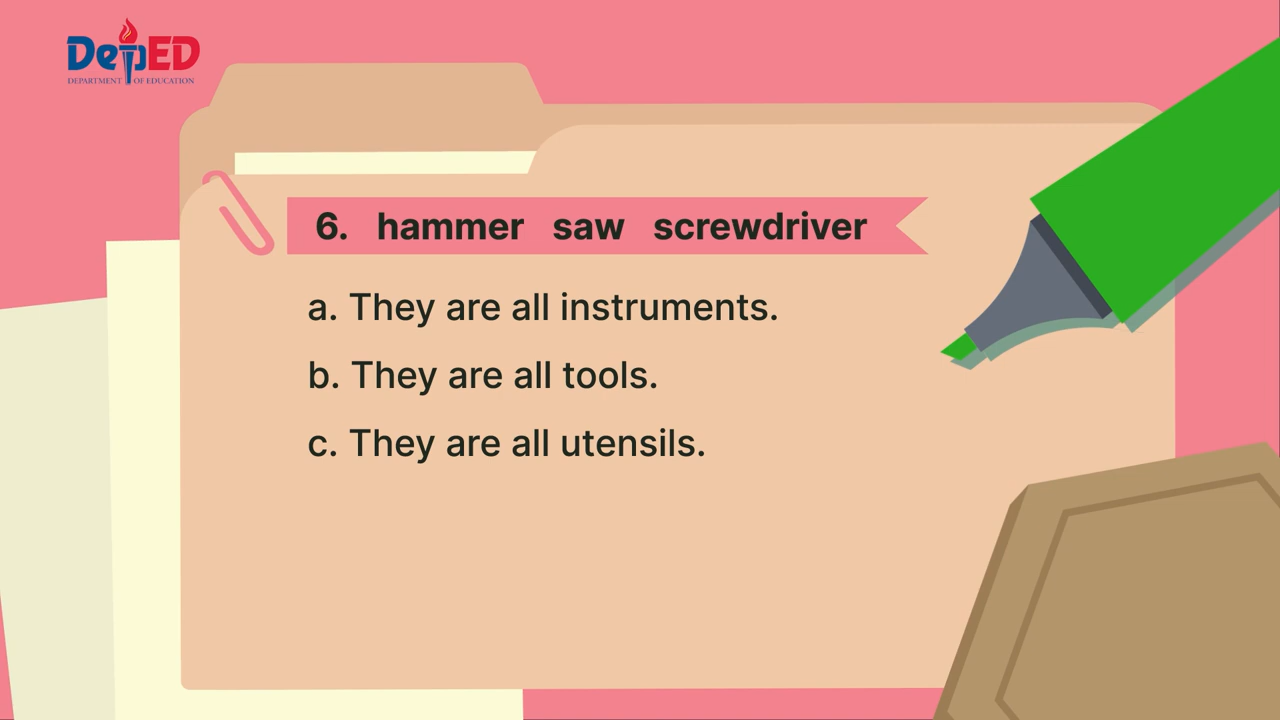 DepED
DEPARTMENT OF EDUCATION
6. hammer saw screwdriver
a. They are all instruments.
b. They are all tools.
c. They are all utensils.